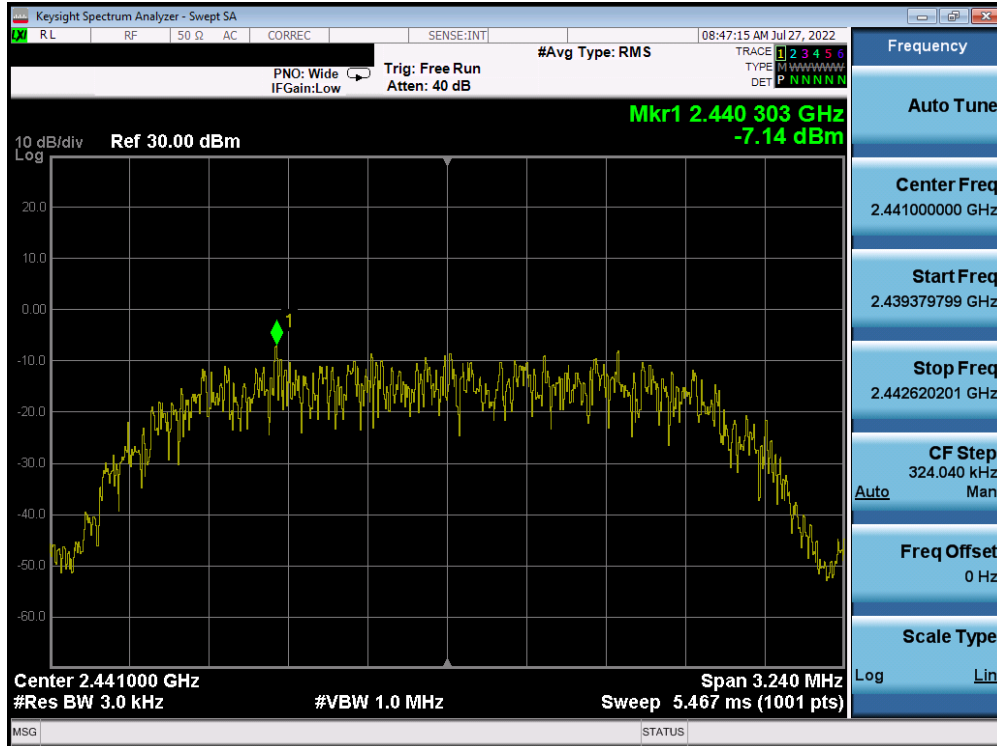 Keysight Spectrum Analyzer - Swept SA
LXI RL RF 50 Ω AC CORREC SENSE:INT 08:47:15 AM Jul 27, 2022
#Avg Type: RMS
TRACE 1 2 3 4 5 6
PNO: Wide Trig: Free Run TYPE M WWWWW
IFGain:Low Atten: 40 dB DET P N N N N N
Mkr1 2.440 303 GHz
-7.14 dBm
10 dB/div Ref 30.00 dBm
Log
20.0
10.0
0.00
1
-10.0
-20.0
-30.0
-40.0
-50.0
-60.0
Center 2.441000 GHz Span 3.240 MHz
#Res BW 3.0 kHz #VBW 1.0 MHz Sweep 5.467 ms (1001 pts)
MSG STATUS
Frequency
Auto Tune
Center Freq
2.441000000 GHz
Start Freq
2.439379799 GHz
Stop Freq
2.442620201 GHz
CF Step
324.040 kHz
Auto Man
Freq Offset
0 Hz
Scale Type
Log Lin